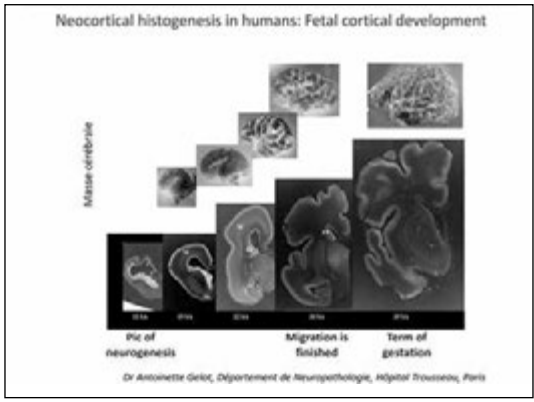 Neocortical histogenesis in humans: Fetal cortical development
Masse cérébrale
Pic of
neurogenesis
Migration is
finished
Term of
gestation
Dr Antoinette Gelot, Département de Neuropathologie, Hôpital Trousseau, Paris